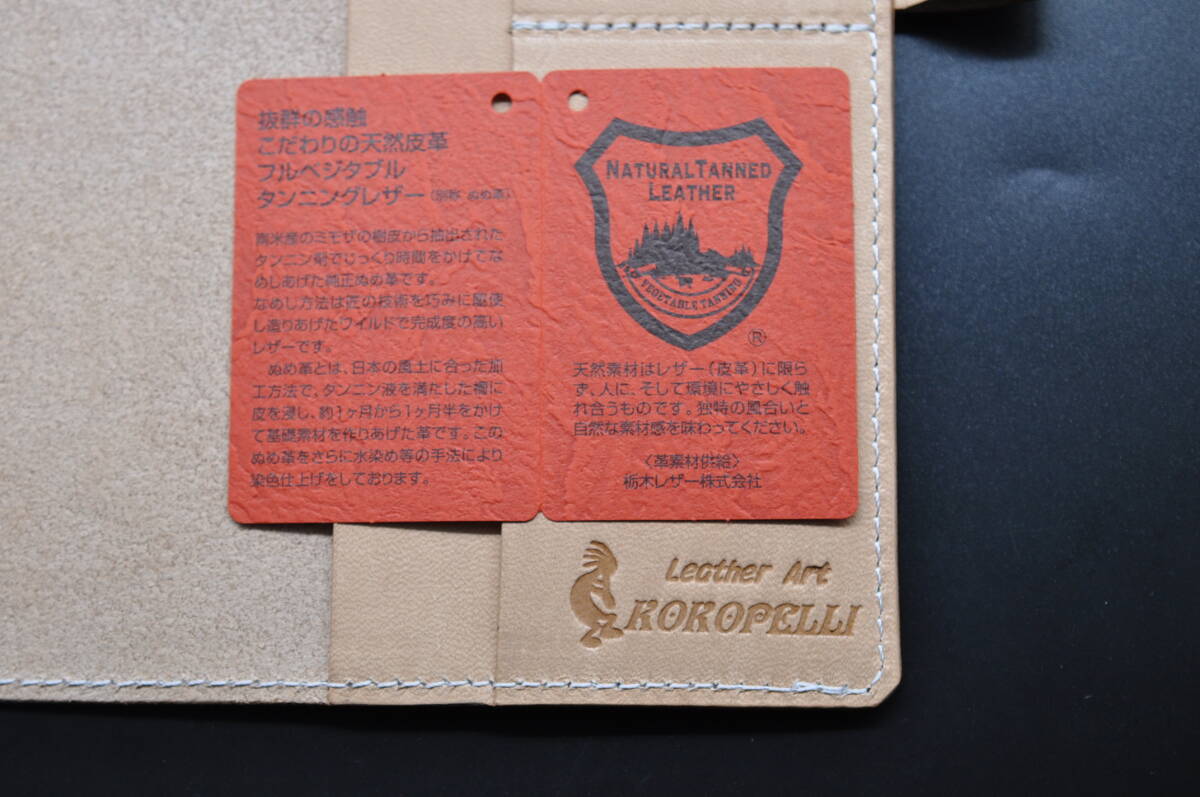 抜群の感触
こだわりの天然皮革
フルベジタブル
タンニングレザー(別称 ぬめ革)
南米産のミモザの樹皮から抽出された
タンニン剤でじっくり時間をかけてな
めしあげた純正ぬめ革です。
なめし方法は匠の技術を巧みに駆使
し造りあげたワイルドで完成度の高い
レザーです。
ぬめ革とは、日本の風土に合った加
工方法で、タンニン液を満たした槽に
皮を浸し、約1ヶ月から1ヶ月半をかけ
て基礎素材を作りあげた革です。この
ぬめ革をさらに水染め等の手法により
染色仕上げをしております。
NATURAL TANNED
LEATHER
VEGETABLE TANNING
®
天然素材はレザー(皮革)に限ら
ず、人に、そして環境にやさしく触
れ合うものです。独特の風合いと
自然な素材感を味わってください。
〈革素材供給〉
栃木レザー株式会社
Leather Art
KOKOPELLI